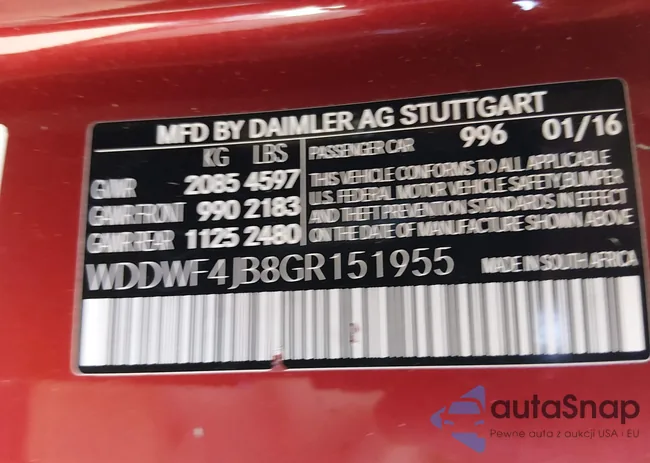 MFD BY DAIMLER AG STUTTGART
KG LBS
GVWR 2085 4597
GAWR FRONT 990 2183
GAWR REAR 1125 2480
PASSENGER CAR 996 01/16
THIS VEHICLE CONFORMS TO ALL APPLICABLE
U.S. FEDERAL MOTOR VEHICLE SAFETY, BUMPER
AND THEFT PREVENTION STANDARDS IN EFFECT
ON THE DATE OF MANUFACTURE SHOWN ABOVE
WDDWF4JB8GR151955 MADE IN SOUTH AFRICA
autaSnap
Pewne auta z aukcji USA i EU